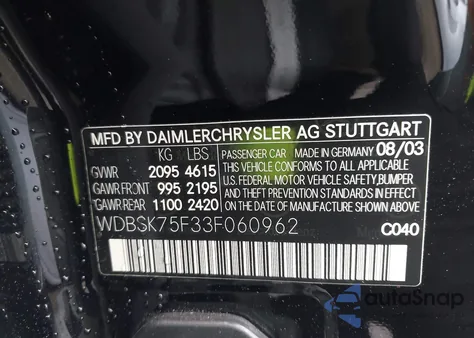 MFD BY DAIMLERCHRYSLER AG STUTTGART
KG LBS PASSENGER CAR MADE IN GERMANY 08/03
GVWR 2095 4615 THIS VEHICLE CONFORMS TO ALL APPLICABLE
GAWR FRONT 995 2195 U.S. FEDERAL MOTOR VEHICLE SAFETY, BUMPER
GAWR REAR 1100 2420 AND THEFT PREVENTION STANDARDS IN EFFECT
ON THE DATE OF MANUFACTURE SHOWN ABOVE
WDBSK75F33F060962 C040
autoSnap